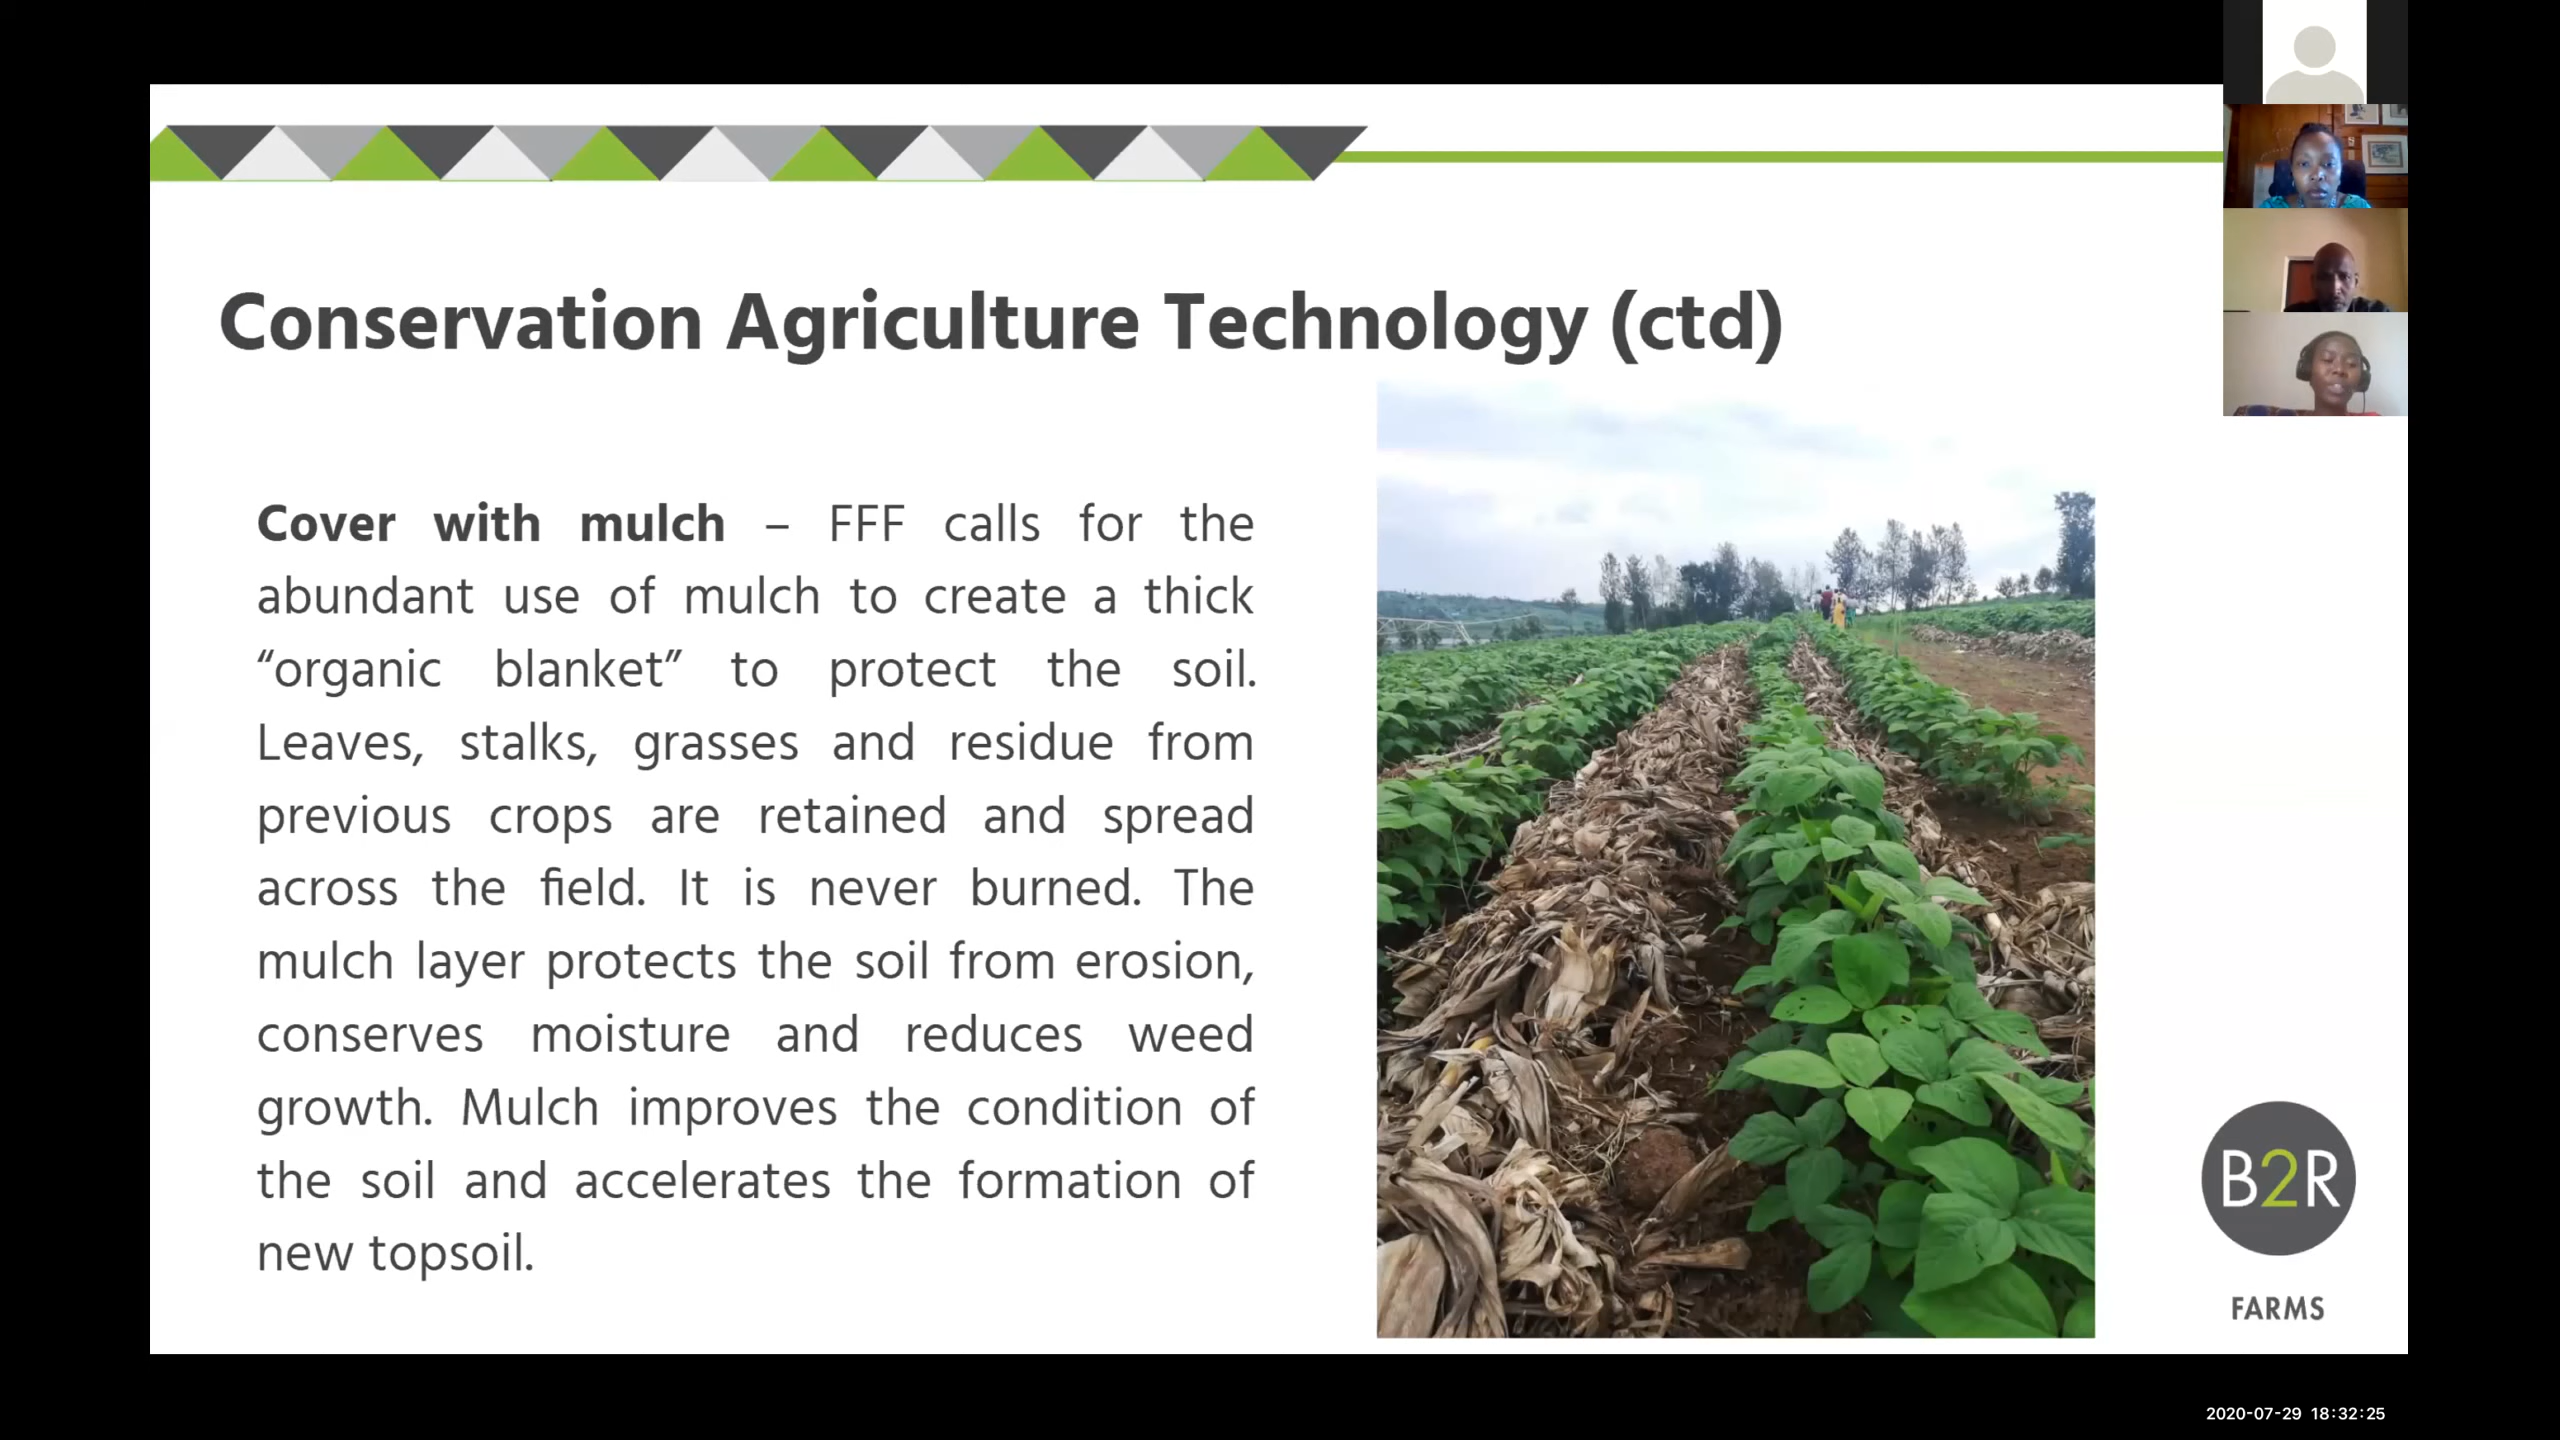 Conservation Agriculture Technology (ctd)
Cover with mulch – FFF calls for the
abundant use of mulch to create a thick
“organic blanket” to protect the soil.
Leaves, stalks, grasses and residue from
previous crops are retained and spread
across the field. It is never burned. The
mulch layer protects the soil from erosion,
conserves moisture and reduces weed
growth. Mulch improves the condition of
the soil and accelerates the formation of
new topsoil.
B2R
FARMS
2020-07-29 18:32:25